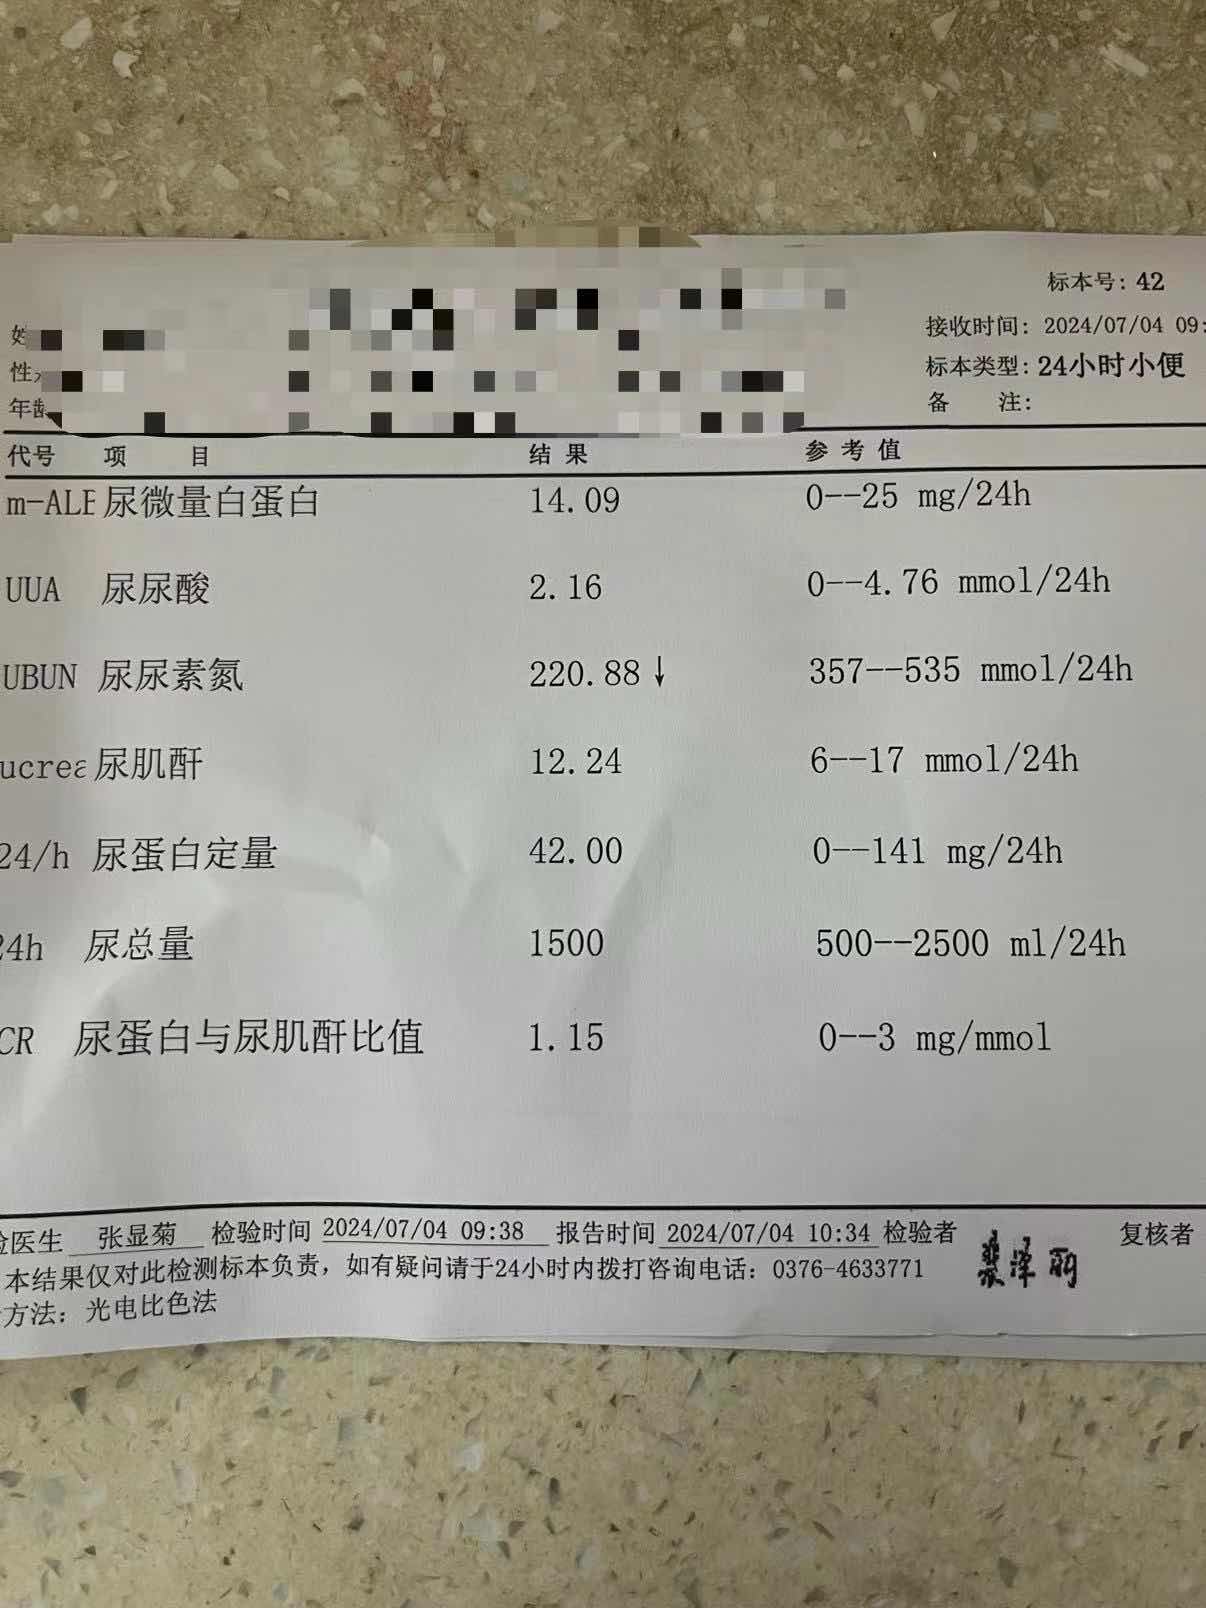 标本号: 42
接收时间: 2024/07/04 09:
标本类型: 24小时小便
年龄
备 注:
代号 项 目 结 果 参 考 值
m-ALB 尿微量白蛋白 14.09 0--25 mg/24h
UUA 尿尿酸 2.16 0--4.76 mmol/24h
UBUN 尿尿素氮 220.88↓ 357--535 mmol/24h
ucrea 尿肌酐 12.24 6--17 mmol/24h
24/h 尿蛋白定量 42.00 0--141 mg/24h
24h 尿总量 1500 500--2500 ml/24h
CR 尿蛋白与尿肌酐比值 1.15 0--3 mg/mmol
医生 张显菊 检验时间 2024/07/04 09:38 报告时间 2024/07/04 10:34 检验者 裴泽丽 复核者
本结果仅对此检测标本负责，如有疑问请于24小时内拨打咨询电话: 0376-4633771
方法: 光电比色法